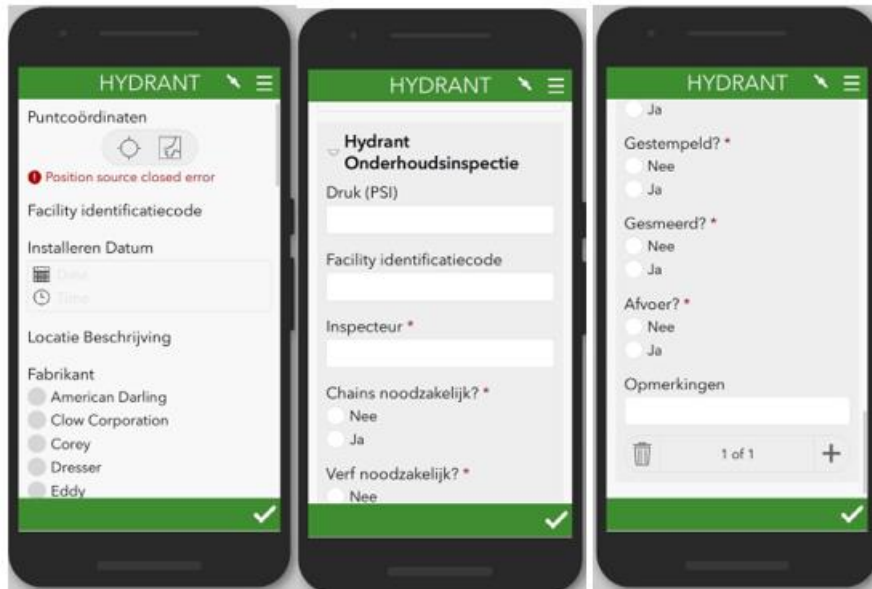 HYDRANT
Puntcoördinaten
Position source closed error
Facility identificatiecode
Installeren Datum
Date
Time
Locatie Beschrijving
Fabrikant
American Darling
Clow Corporation
Corey
Dresser
Eddy
HYDRANT
Hydrant
Onderhoudsinspectie
Druk (PSI)
Facility identificatiecode
Inspecteur *
Chains noodzakelijk? *
Nee
Ja
Verf noodzakelijk? *
Nee
HYDRANT
Ja
Gestempeld? *
Nee
Ja
Gesmeerd? *
Nee
Ja
Afvoer? *
Nee
Ja
Opmerkingen
1 of 1